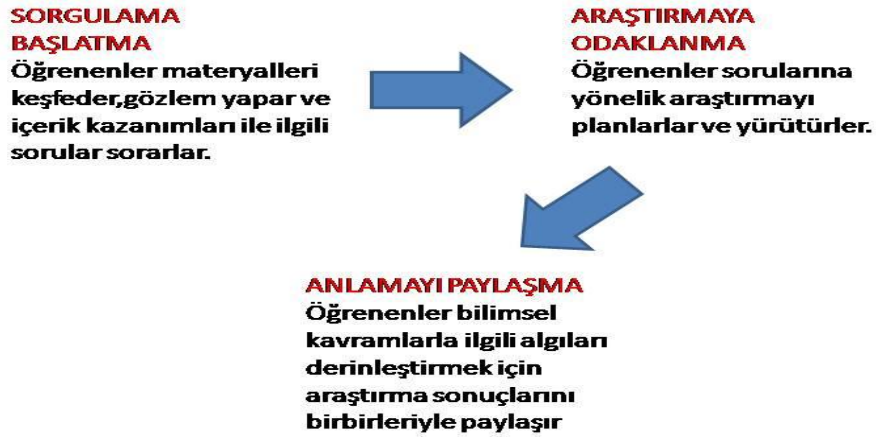 SORGULAMA
BAŞLATMA
Öğrenenler materyalleri
keşfeder,gözlem yapar ve
içerik kazanımları ile ilgili
sorular sorarlar.
ARAŞTIRMAYA
ODAKLANMA
Öğrenenler sorularına
yönelik araştırmayı
planlarlar ve yürütürler.
ANLAMAYI PAYLAŞMA
Öğrenenler bilimsel
kavramlarla ilgili algıları
derinleştirmek için
araştırma sonuçlarını
birbirleriyle paylaşır